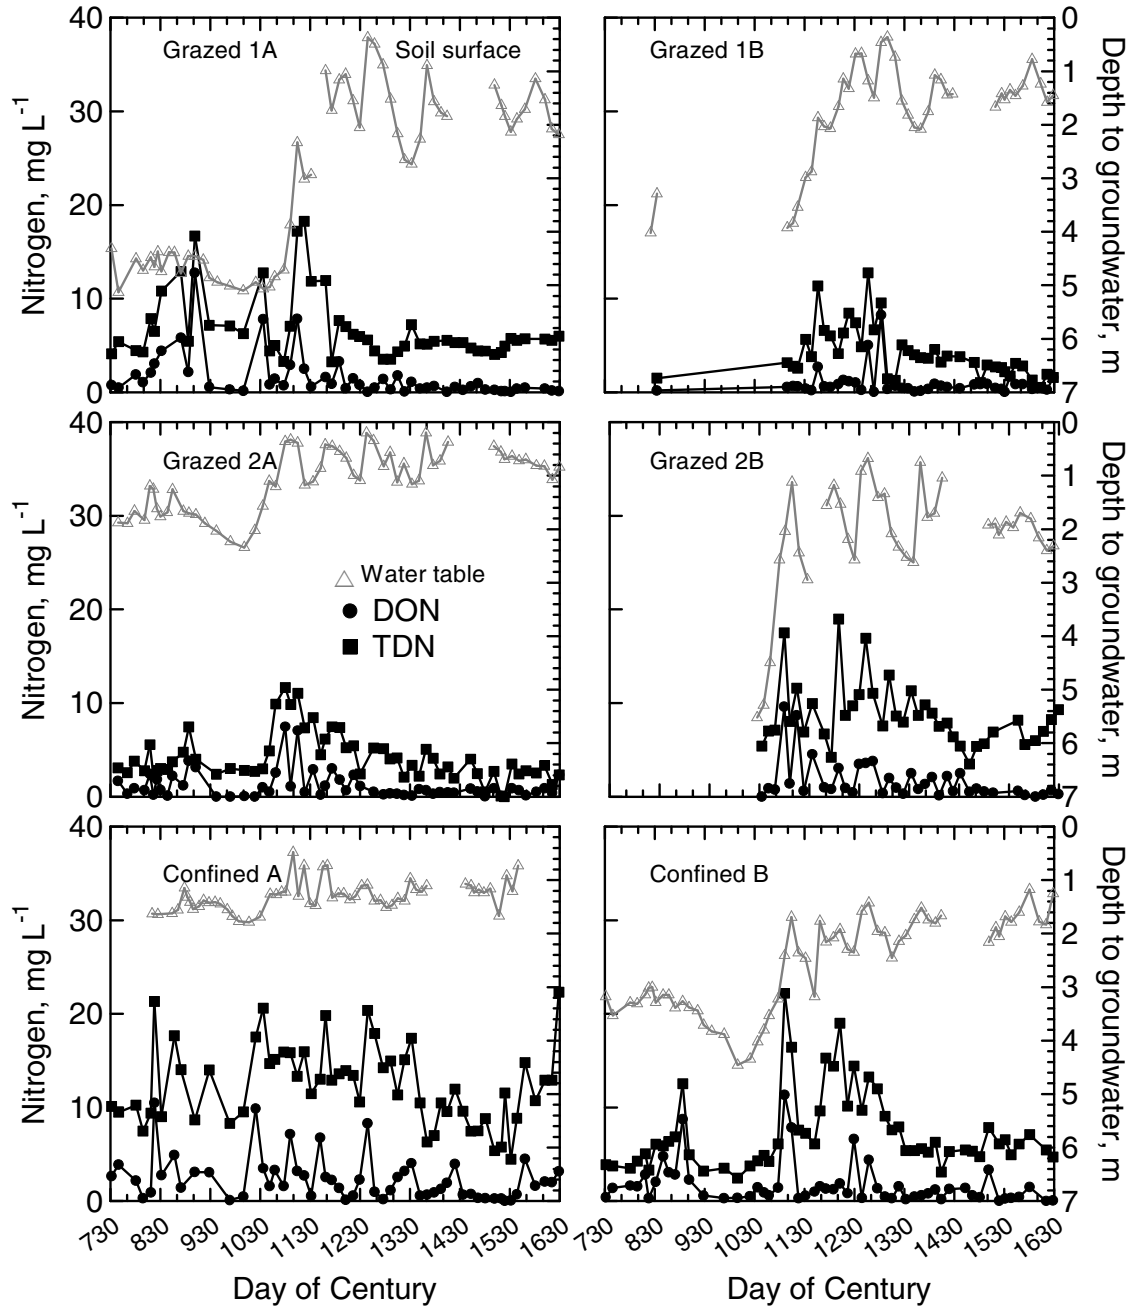 Grazed 1A
Soil surface
Grazed 1B
40
30
20
10
0
Nitrogen, mg L-1
0
1
2
3
4
5
6
7
Depth to groundwater, m
Grazed 2A
Grazed 2B
Water table
DON
TDN
40
30
20
10
0
Nitrogen, mg L-1
0
1
2
3
4
5
6
7
Depth to groundwater, m
Confined A
Confined B
40
30
20
10
0
Nitrogen, mg L-1
0
1
2
3
4
5
6
7
Depth to groundwater, m
730 830 930 1030 1130 1230 1330 1430 1530 1630
730 830 930 1030 1130 1230 1330 1430 1530 1630
Day of Century
Day of Century